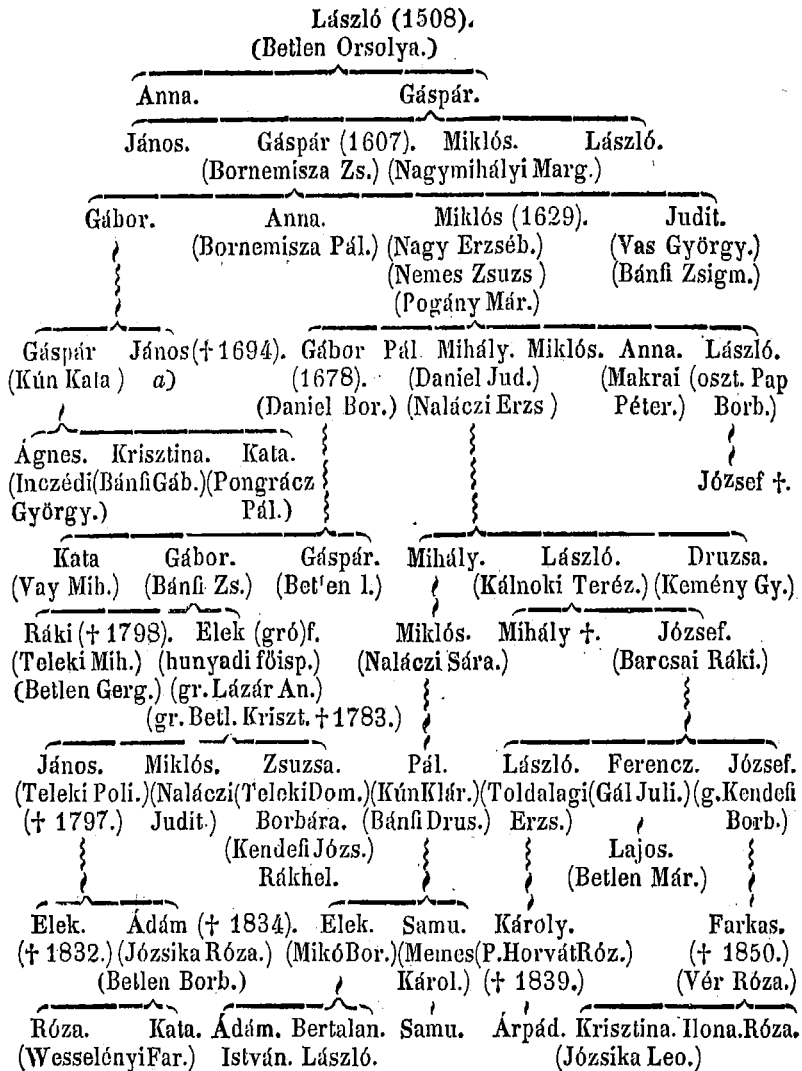 László (1508).
(Betlen Orsolya.)
Anna. Gáspár.
János. Gáspár (1607). Miklós. László.
(Bornemisza Zs.) (Nagymihályi Marg.)
Gábor. Anna. Miklós (1629). Judit.
(Bornemisza Pál.) (Nagy Erzséb.) (Vas György.)
(Nemes Zsuzs) (Bánfi Zsigm.)
(Pogány Már.)
Gáspár János († 1694). Gábor Pál Mihály. Miklós. Anna. László.
(Kún Kata) a) (1678). (Daniel Jud.) (Makrai (oszt. Pap
(Daniel Bor.) (Naláczi Erzs) Péter.) Borb.)
Ágnes. Krisztina. Kata.
(Inczédi (Bánfi Gáb.) (Pongrácz József †.
György.) Pál.)
Kata Gábor. Gáspár. Mihály. László. Druzsa.
(Vay Mih.) (Bánfi Zs.) (Bet'en I.) (Kálnoki Teréz.) (Kemény Gy.)
Ráki († 1798). Elek (gró)f. Miklós. Mihály †. József.
(Teleki Mih.) (hunyadi főisp.) (Naláczi Sára.) (Barcsai Ráki.)
(Betlen Gerg.) (gr. Lázár An.)
(gr. Betl. Kriszt. † 1783.)
János. Miklós. Zsuzsa. Pál. László. Ferencz. József.
(Teleki Poli.) (Naláczi (Teleki Dom.) (Kún Klár.) (Toldalagi (Gál Juli.) (g. Kendefi
(† 1797.) Judit.) Borbára. (Bánfi Drus.) Erzs.) Borb.)
(Kendefi Józs.) Lajos.
Rákhel. (Betlen Már.)
Elek. Ádám († 1834). Elek. Samu. Károly. Farkas.
(† 1832.) (Józsika Róza.) (Mikó Bor.) (Memes (P. Horvát Róz.) († 1850.)
(Betlen Borb.) Károl.) († 1839.) (Vér Róza.)
Róza. Kata. Ádám. Bertalan. Samu. Árpád. Krisztina. Ilona. Róza.
(Wesselényi Far.) István. László. (Józsika Leo.)